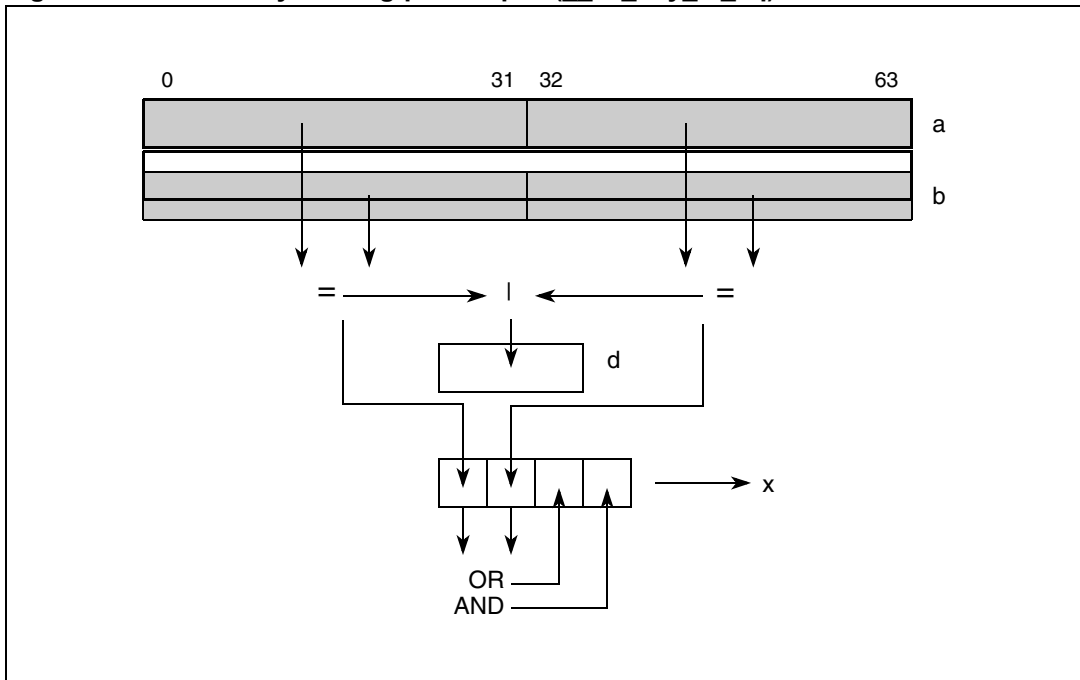 0 31 32 63
a
b
= | =
d
x
OR
AND